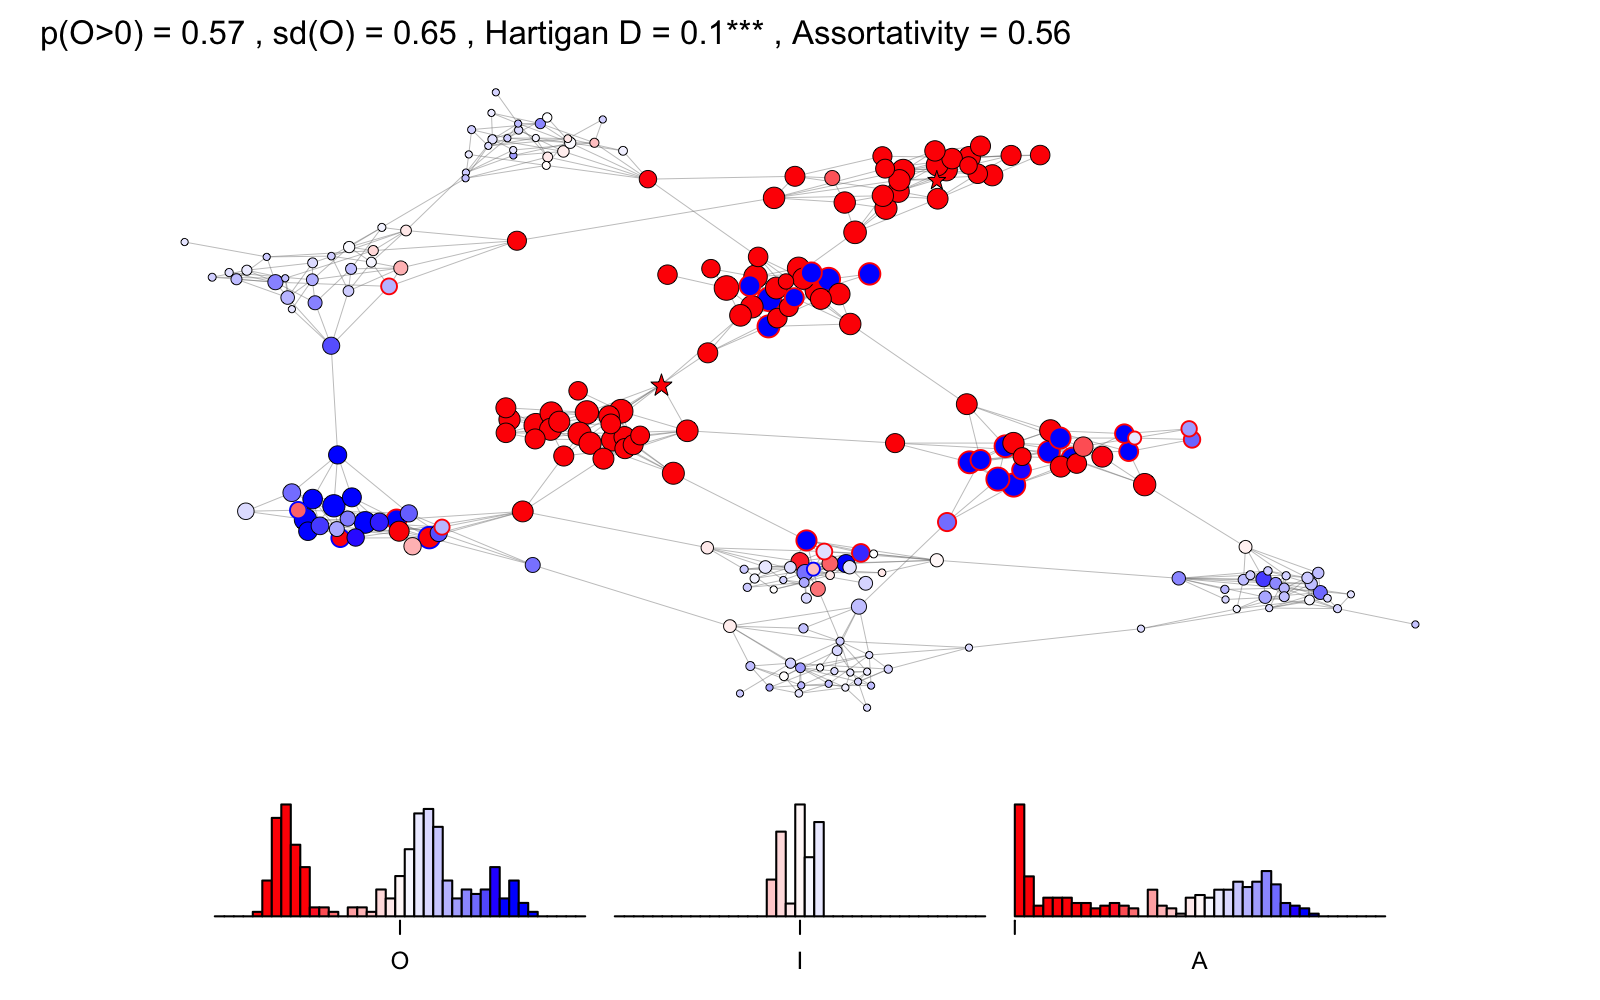 p(O>0) = 0.57 , sd(O) = 0.65 , Hartigan D = 0.1*** , Assortativity = 0.56
O
I
A